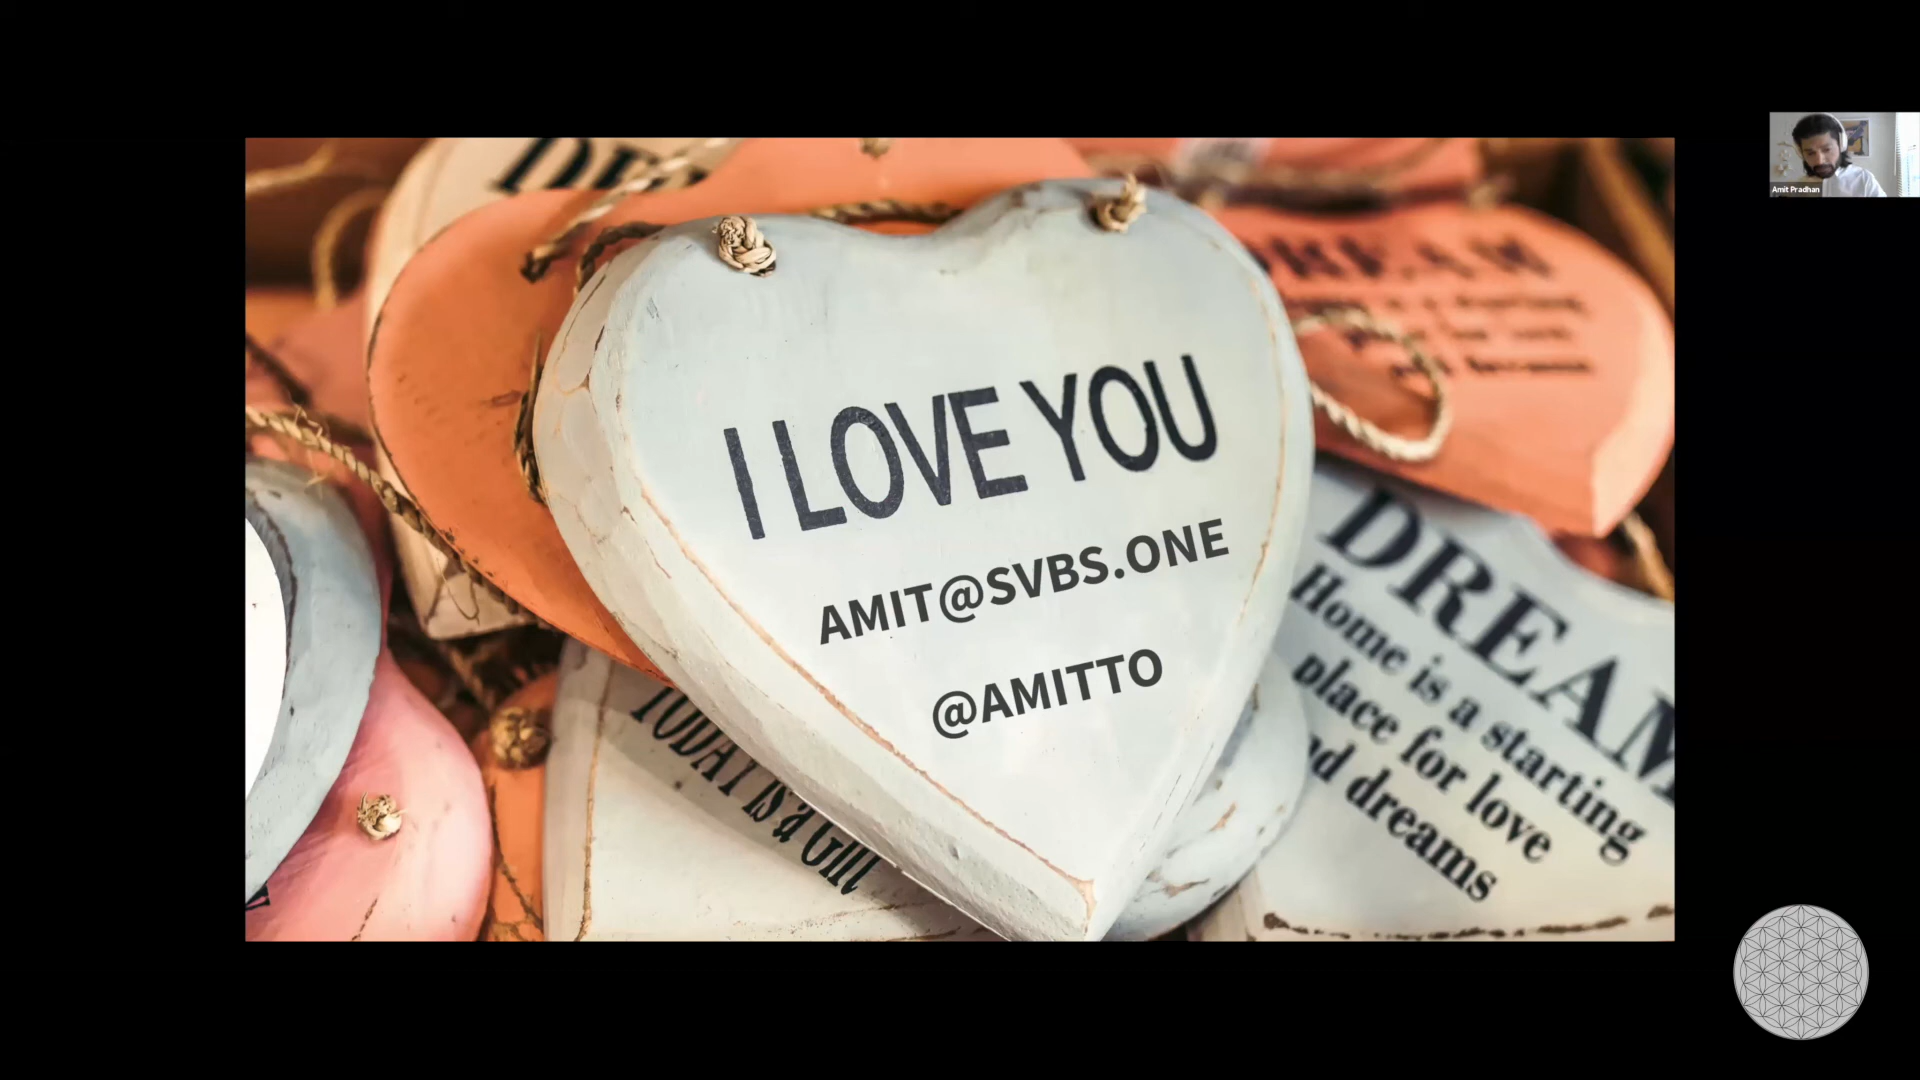 Amit Pradhan
I LOVE YOU
AMIT@SVBS.ONE
@AMITTO
DREAM
DREAM
Home is a starting
place for love
nd dreams
TODAY IS a Gift